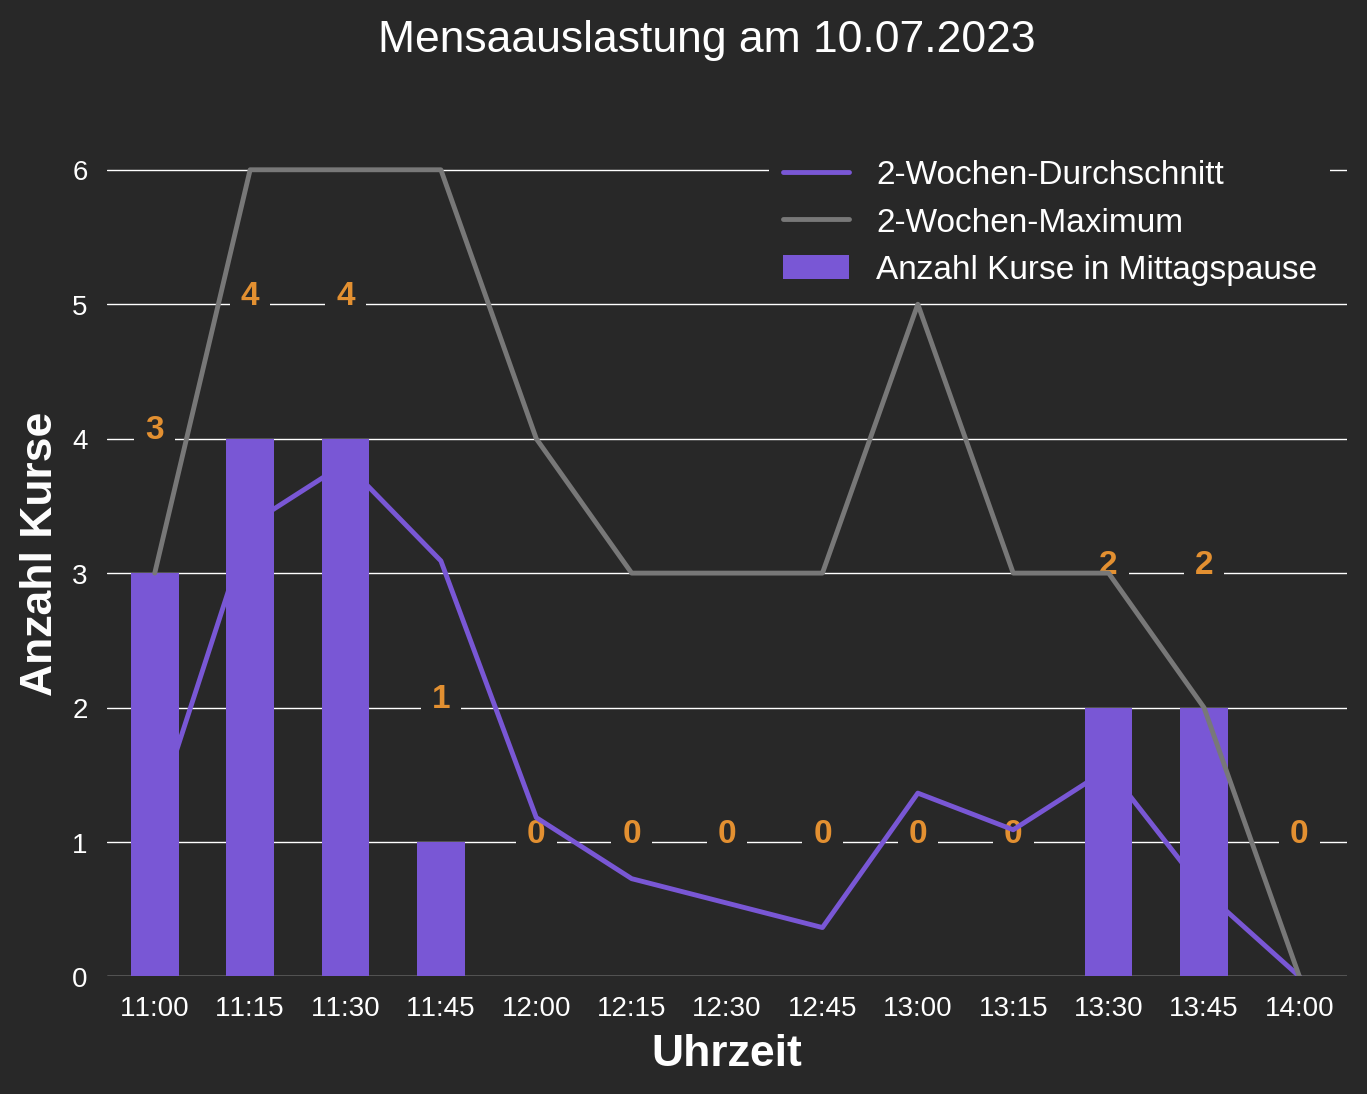 Mensaauslastung am 10.07.2023
2-Wochen-Durchschnitt
2-Wochen-Maximum
Anzahl Kurse in Mittagspause
Anzahl Kurse
6
5
4
3
2
1
0
3
4
4
1
0
0
0
0
0
0
2
2
0
11:00 11:15 11:30 11:45 12:00 12:15 12:30 12:45 13:00 13:15 13:30 13:45 14:00
Uhrzeit